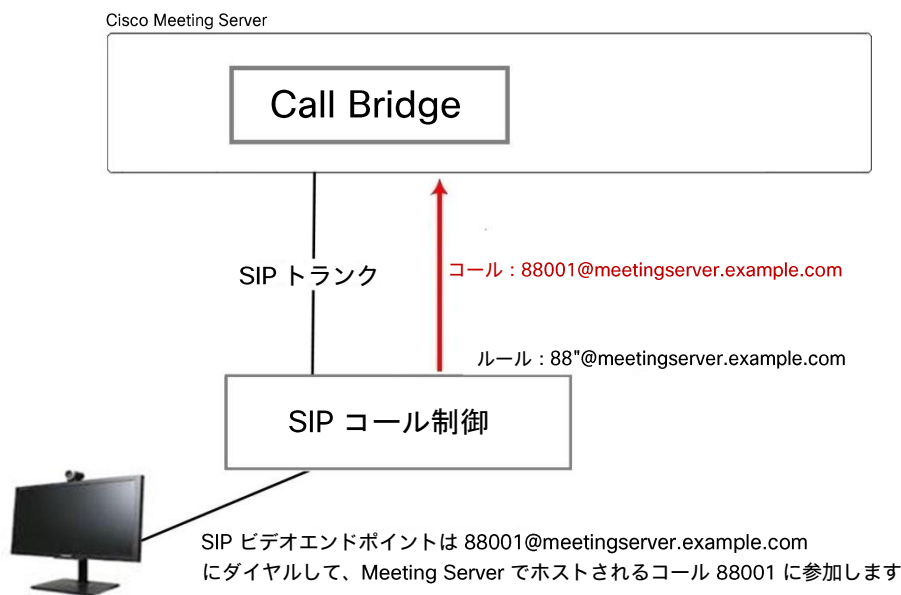 Cisco Meeting Server
Call Bridge
SIP トランク
コール：88001@meetingserver.example.com
ルール：88"@meetingserver.example.com
SIP コール制御
SIP ビデオエンドポイントは 88001@meetingserver.example.com
にダイヤルして、Meeting Server でホストされるコール 88001 に参加します